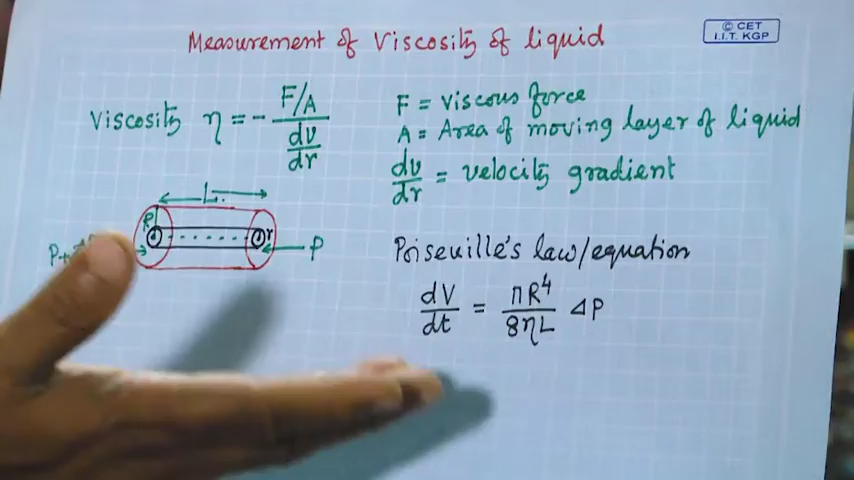 © CET
I.I.T. KGP
Measurement of Viscosity of liquid
Viscosity η = - F/A / dv/dr
F = viscous force
A = Area of moving layer of liquid
dv/dr = velocity gradient
L
R
r
P
Poiseuille's law/equation
dV/dt = πR⁴/8ηL ΔP